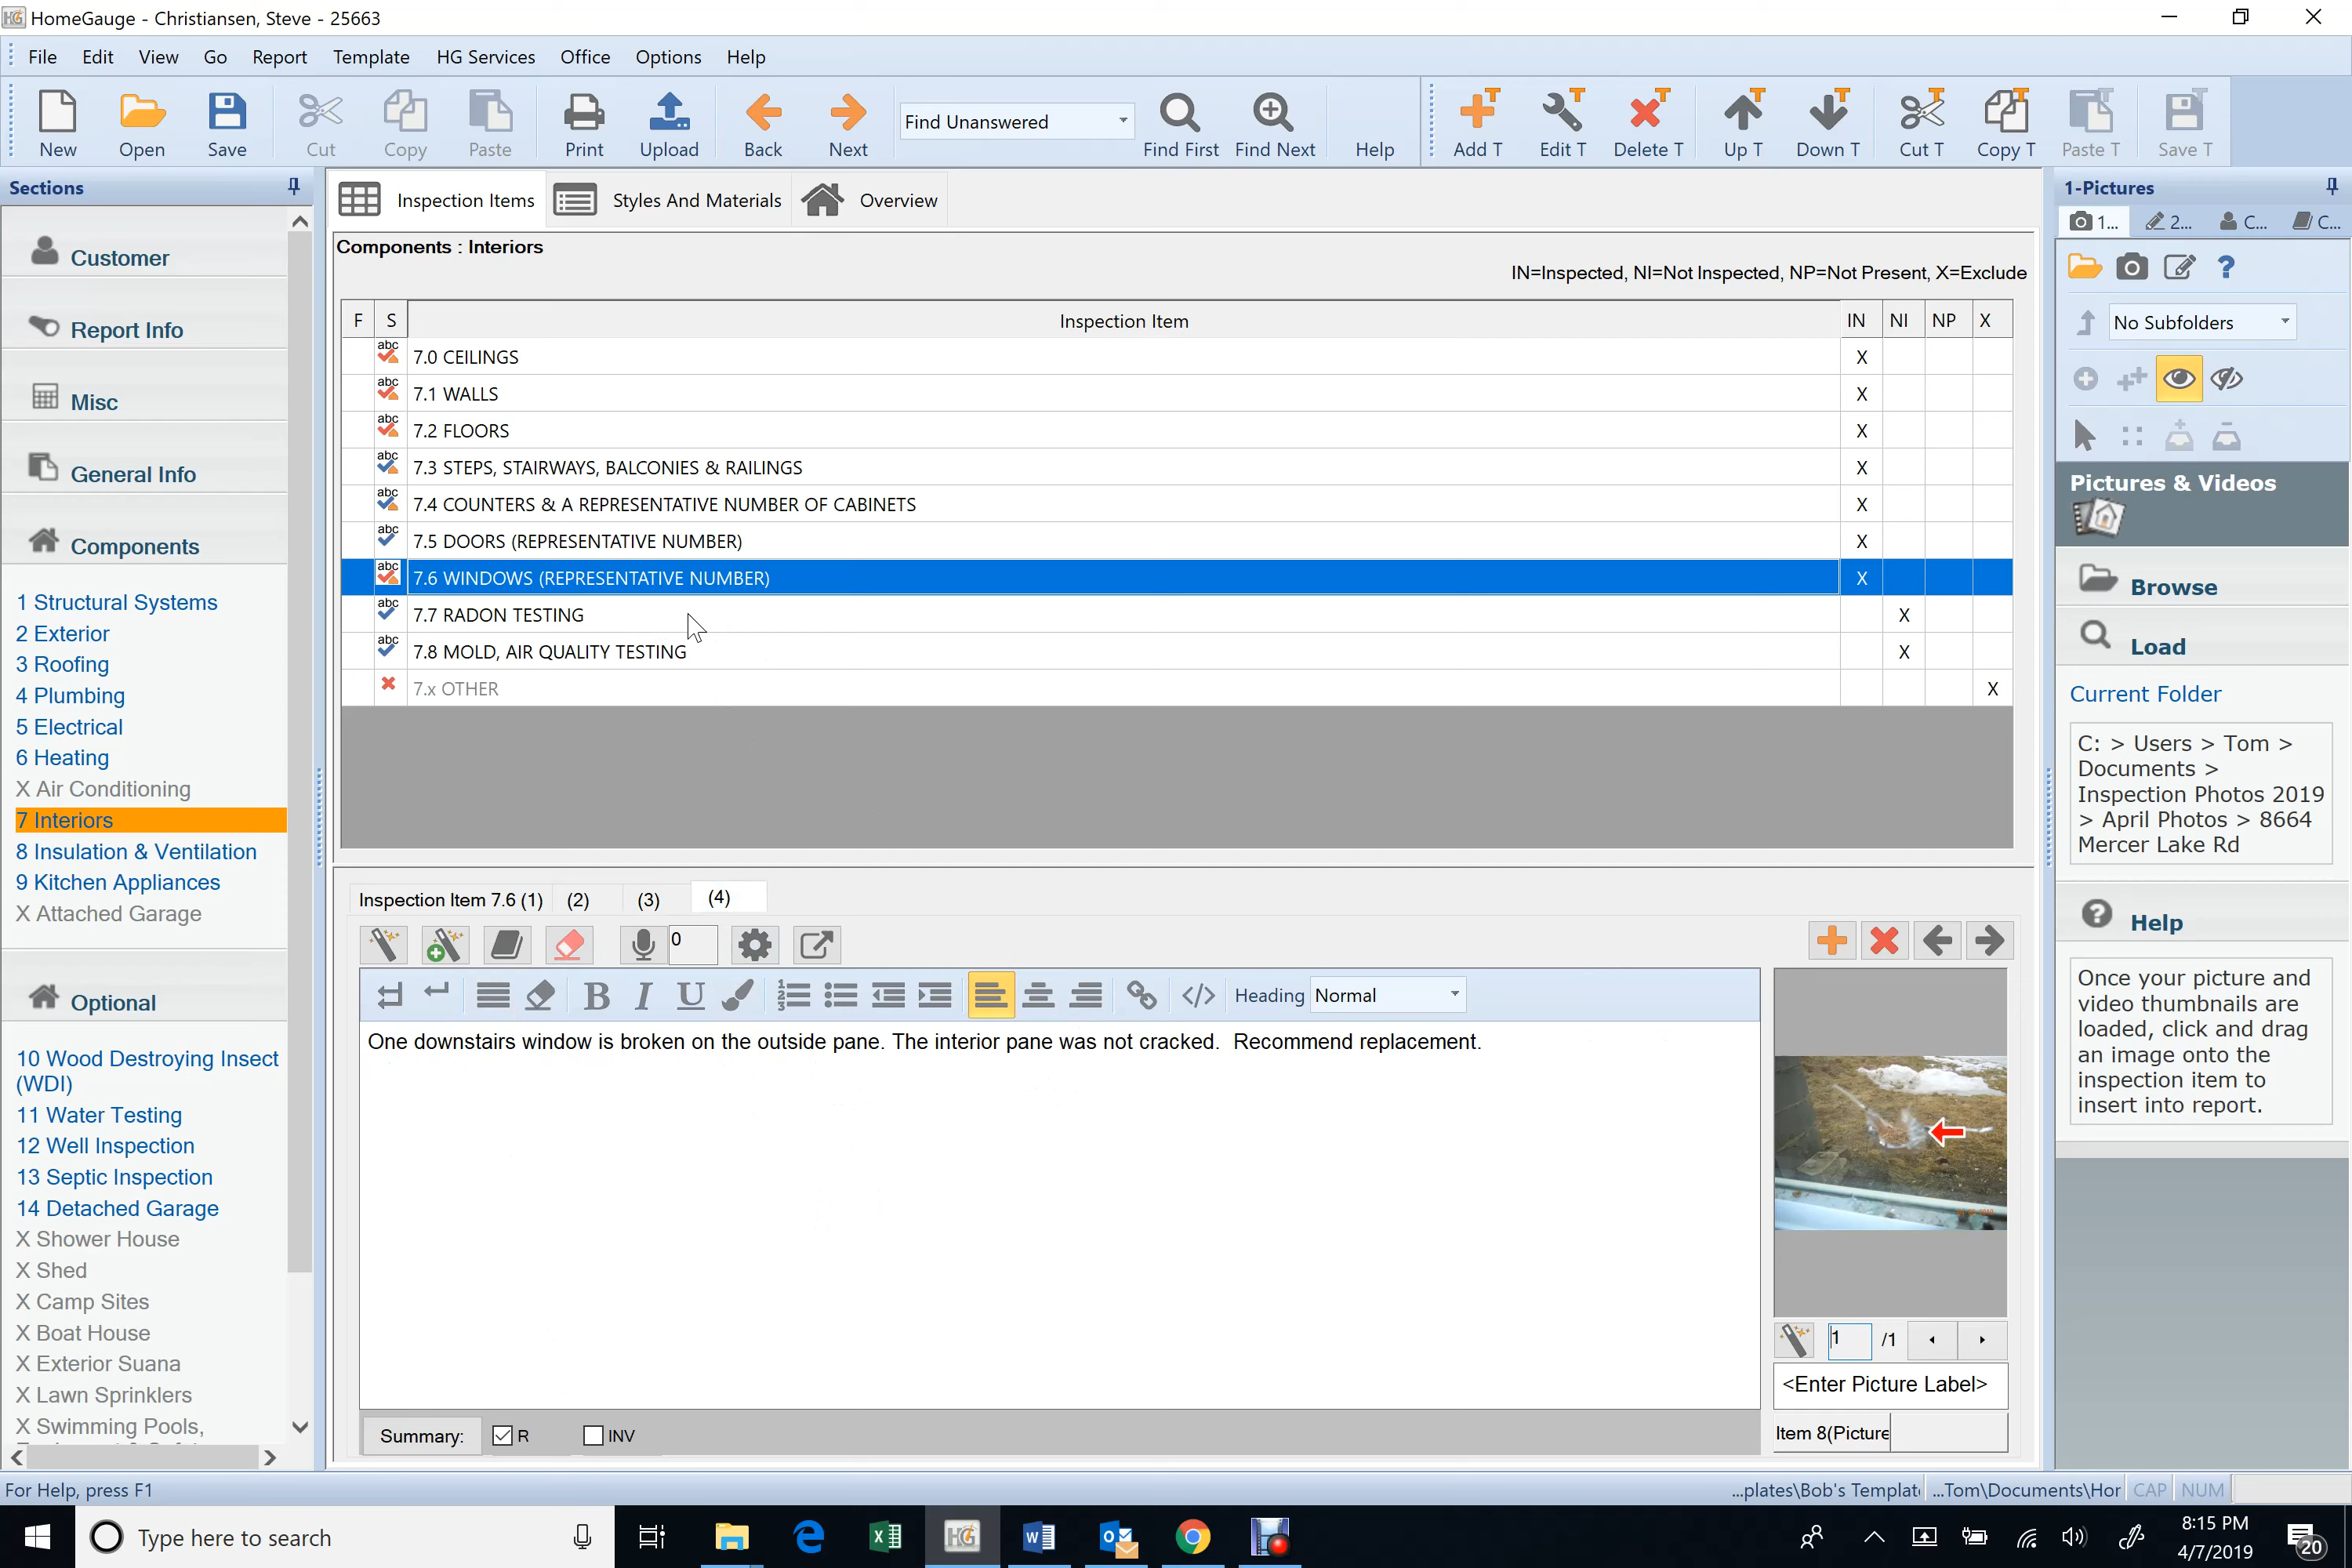 HomeGauge - Christiansen, Steve - 25663
File Edit View Go Report Template HG Services Office Options Help
New Open Save Cut Copy Paste Print Upload Back Next Find Unanswered Find First Find Next Help Add T Edit T Delete T Up T Down T Cut T Copy T Paste T Save T
Sections
Customer
Report Info
Misc
General Info
Components
1 Structural Systems
2 Exterior
3 Roofing
4 Plumbing
5 Electrical
6 Heating
X Air Conditioning
7 Interiors
8 Insulation & Ventilation
9 Kitchen Appliances
X Attached Garage
Optional
10 Wood Destroying Insect
(WDI)
11 Water Testing
12 Well Inspection
13 Septic Inspection
14 Detached Garage
X Shower House
X Shed
X Camp Sites
X Boat House
X Exterior Suana
X Lawn Sprinklers
X Swimming Pools,
Inspection Items Styles And Materials Overview
Components : Interiors
IN=Inspected, NI=Not Inspected, NP=Not Present, X=Exclude
F S Inspection Item IN NI NP X
abc 7.0 CEILINGS X
abc 7.1 WALLS X
abc 7.2 FLOORS X
abc 7.3 STEPS, STAIRWAYS, BALCONIES & RAILINGS X
abc 7.4 COUNTERS & A REPRESENTATIVE NUMBER OF CABINETS X
abc 7.5 DOORS (REPRESENTATIVE NUMBER) X
abc 7.6 WINDOWS (REPRESENTATIVE NUMBER) X
abc 7.7 RADON TESTING X
abc 7.8 MOLD, AIR QUALITY TESTING X
7.x OTHER X
Inspection Item 7.6 (1) (2) (3) (4)
0
B I U Heading Normal
One downstairs window is broken on the outside pane. The interior pane was not cracked.  Recommend replacement.
Summary: R INV
1 /1
<Enter Picture Label>
Item 8(Picture
1-Pictures
1... 2... C... C...
No Subfolders
Pictures & Videos
Browse
Load
Current Folder
C: > Users > Tom >
Documents >
Inspection Photos 2019
> April Photos > 8664
Mercer Lake Rd
Help
Once your picture and
video thumbnails are
loaded, click and drag
an image onto the
inspection item to
insert into report.
For Help, press F1
...plates\Bob's Templat ...Tom\Documents\Hor CAP NUM
Type here to search
8:15 PM
4/7/2019
20